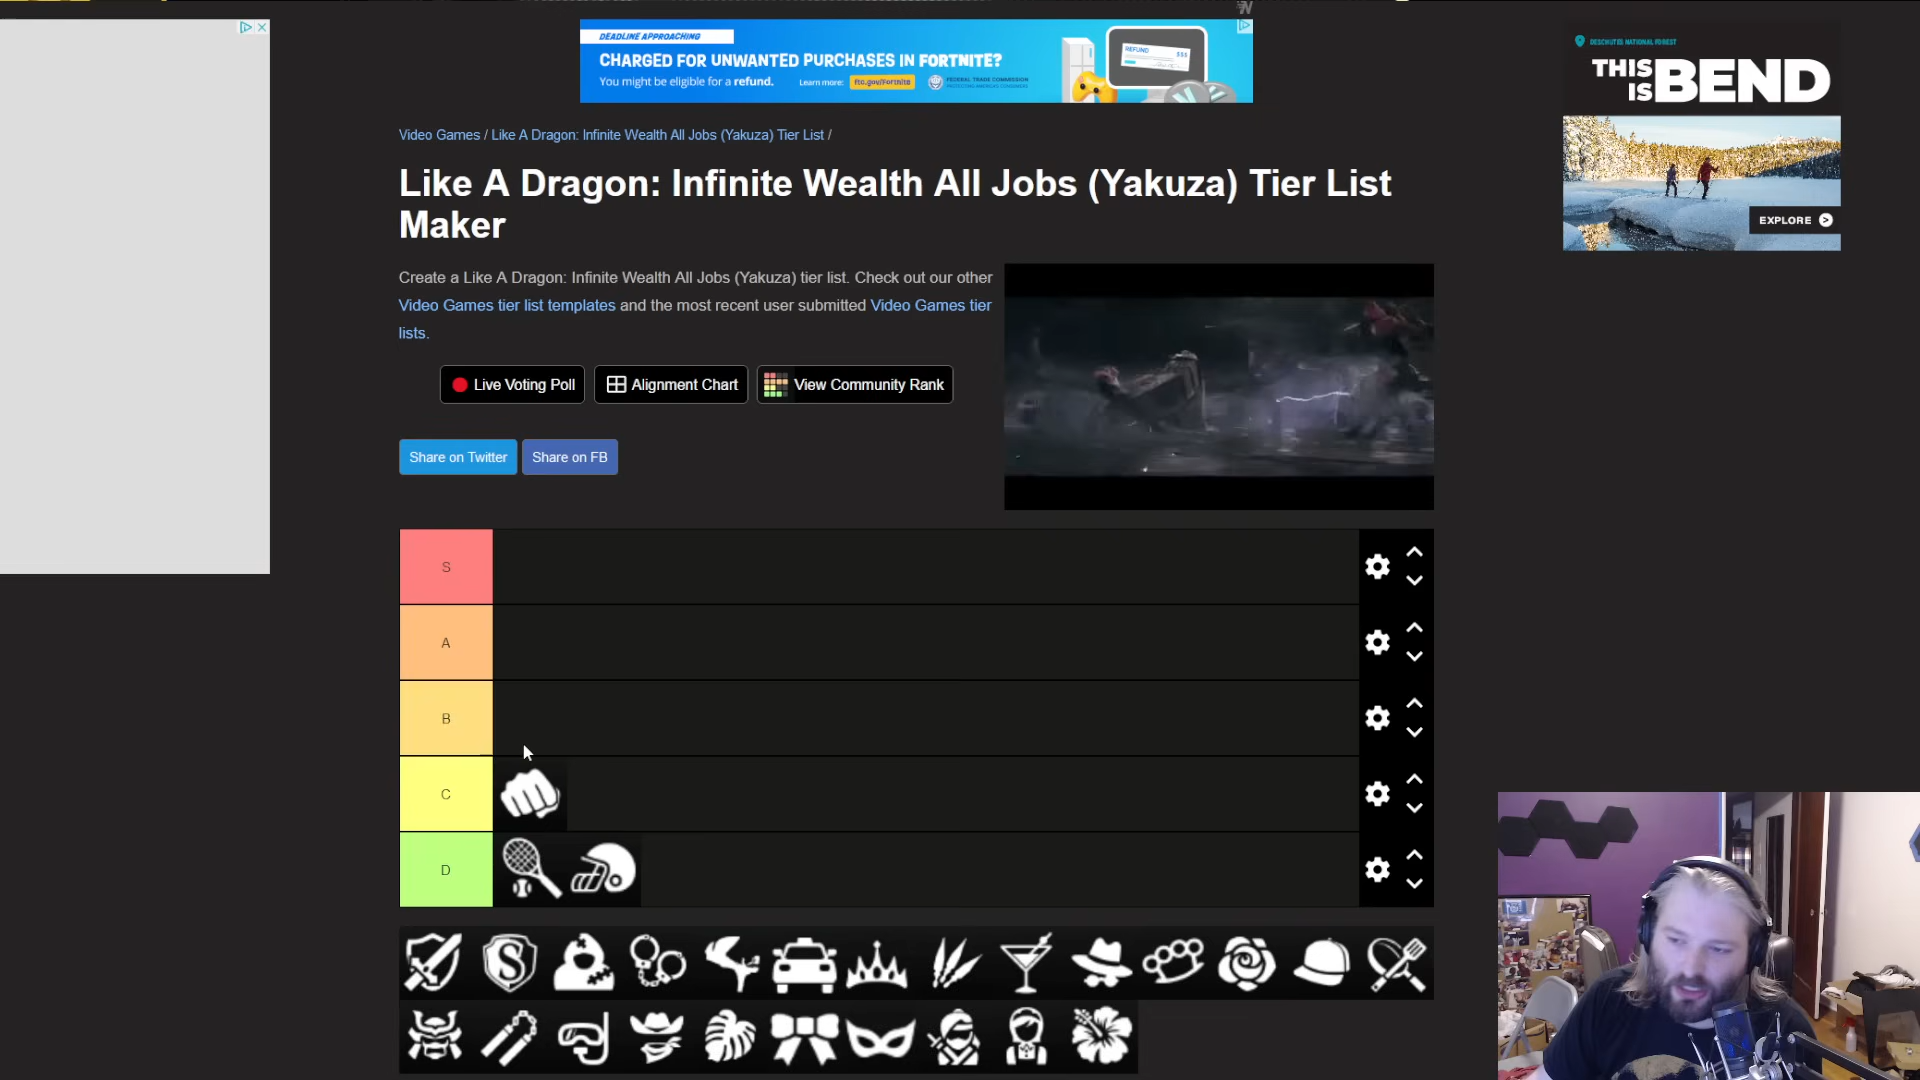 DEADLINE APPROACHING
CHARGED FOR UNWANTED PURCHASES IN FORTNITE?
You might be eligible for a refund.
Learn more:
ftc.gov/Fortnite
FEDERAL TRADE COMMISSION
REFUND
$$$
DESCHUTES NATIONAL FOREST
THIS IS BEND
EXPLORE
Video Games / Like A Dragon: Infinite Wealth All Jobs (Yakuza) Tier List /
Like A Dragon: Infinite Wealth All Jobs (Yakuza) Tier List
Maker
Create a Like A Dragon: Infinite Wealth All Jobs (Yakuza) tier list. Check out our other
Video Games tier list templates and the most recent user submitted Video Games tier
lists.
Live Voting Poll
Alignment Chart
View Community Rank
Share on Twitter
Share on FB
S
A
B
C
D
S